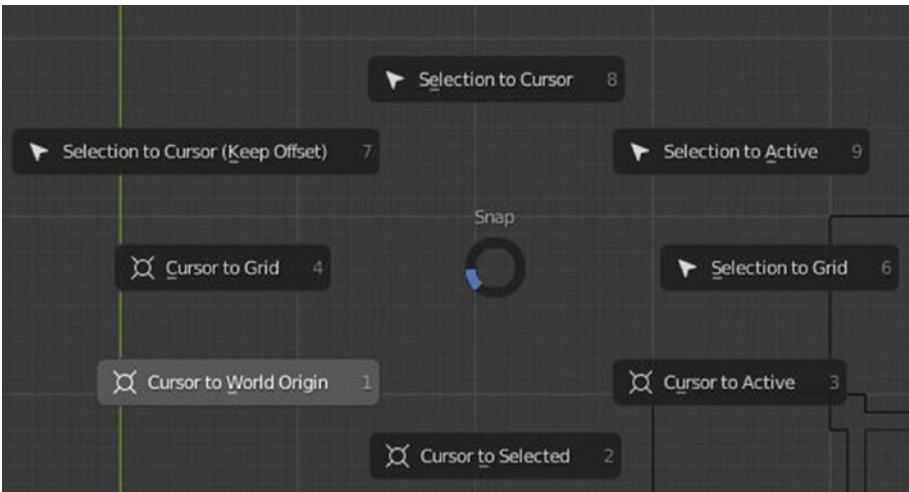 Selection to Cursor 8
Selection to Cursor (Keep Offset) 7
Selection to Active 9
Snap
Cursor to Grid 4
Selection to Grid 6
Cursor to World Origin 1
Cursor to Active 3
Cursor to Selected 2